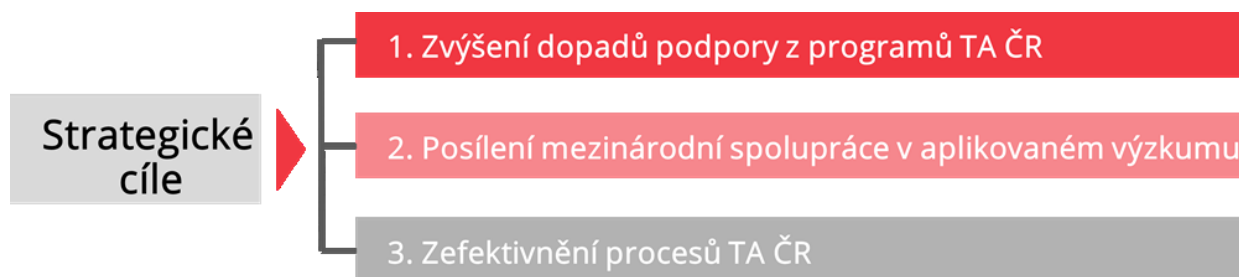 Strategické
cíle
1. Zvýšení dopadů podpory z programů TA ČR
2. Posílení mezinárodní spolupráce v aplikovaném výzkumu
3. Zefektivnění procesů TA ČR